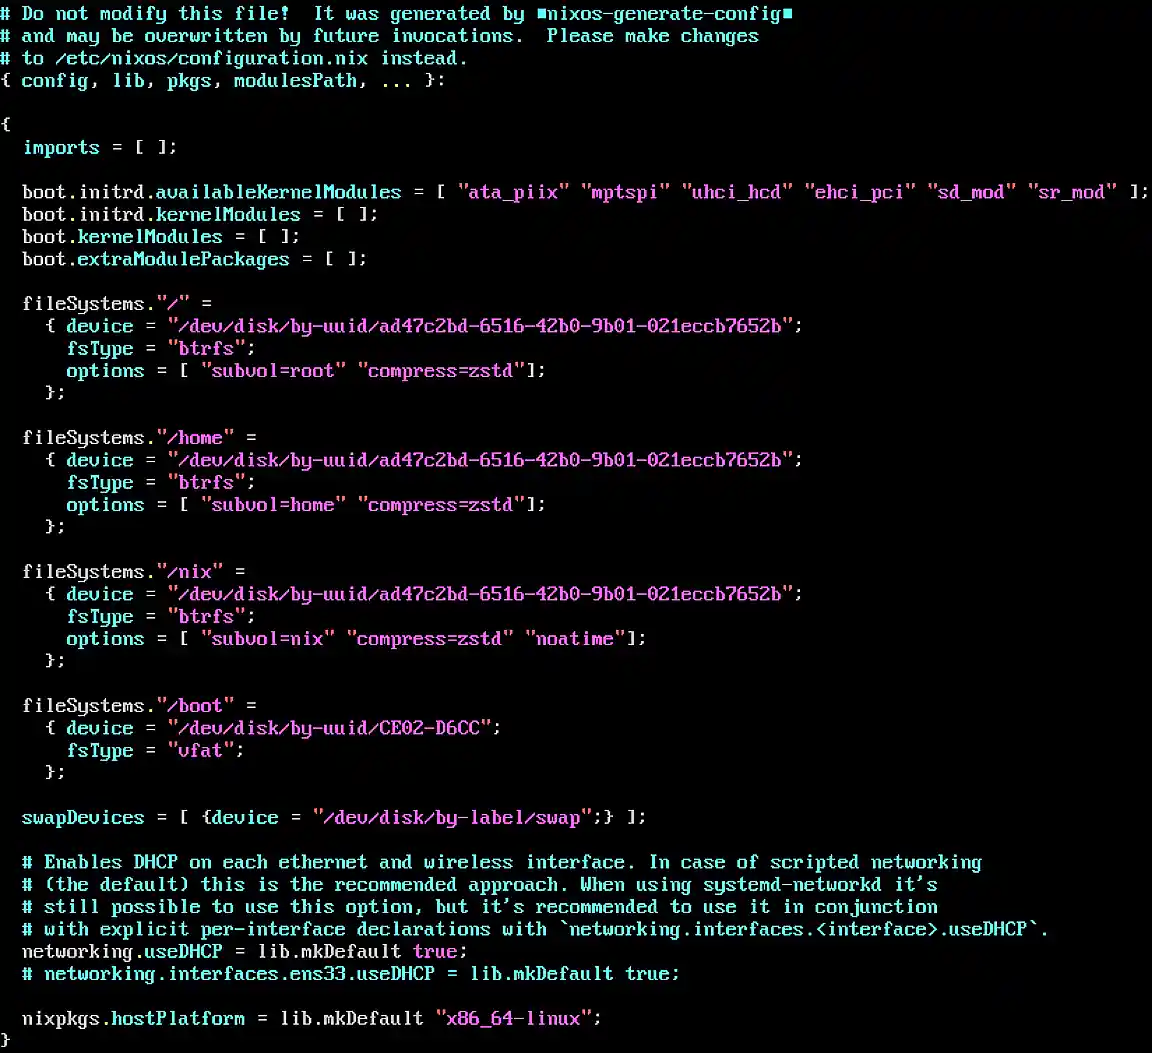 # Do not modify this file!  It was generated by ■nixos-generate-config■
# and may be overwritten by future invocations.  Please make changes
# to /etc/nixos/configuration.nix instead.
{ config, lib, pkgs, modulesPath, ... }:

{
  imports = [ ];

  boot.initrd.availableKernelModules = [ "ata_piix" "mptspi" "uhci_hcd" "ehci_pci" "sd_mod" "sr_mod" ];
  boot.initrd.kernelModules = [ ];
  boot.kernelModules = [ ];
  boot.extraModulePackages = [ ];

  fileSystems."/" =
    { device = "/dev/disk/by-uuid/ad47c2bd-6516-42b0-9b01-021eccb7652b";
      fsType = "btrfs";
      options = [ "subvol=root" "compress=zstd"];
    };

  fileSystems."/home" =
    { device = "/dev/disk/by-uuid/ad47c2bd-6516-42b0-9b01-021eccb7652b";
      fsType = "btrfs";
      options = [ "subvol=home" "compress=zstd"];
    };

  fileSystems."/nix" =
    { device = "/dev/disk/by-uuid/ad47c2bd-6516-42b0-9b01-021eccb7652b";
      fsType = "btrfs";
      options = [ "subvol=nix" "compress=zstd" "noatime"];
    };

  fileSystems."/boot" =
    { device = "/dev/disk/by-uuid/CE02-D6CC";
      fsType = "vfat";
    };

  swapDevices = [ {device = "/dev/disk/by-label/swap";} ];

  # Enables DHCP on each ethernet and wireless interface. In case of scripted networking
  # (the default) this is the recommended approach. When using systemd-networkd it's
  # still possible to use this option, but it's recommended to use it in conjunction
  # with explicit per-interface declarations with `networking.interfaces.<interface>.useDHCP`.
  networking.useDHCP = lib.mkDefault true;
  # networking.interfaces.ens33.useDHCP = lib.mkDefault true;

  nixpkgs.hostPlatform = lib.mkDefault "x86_64-linux";
}